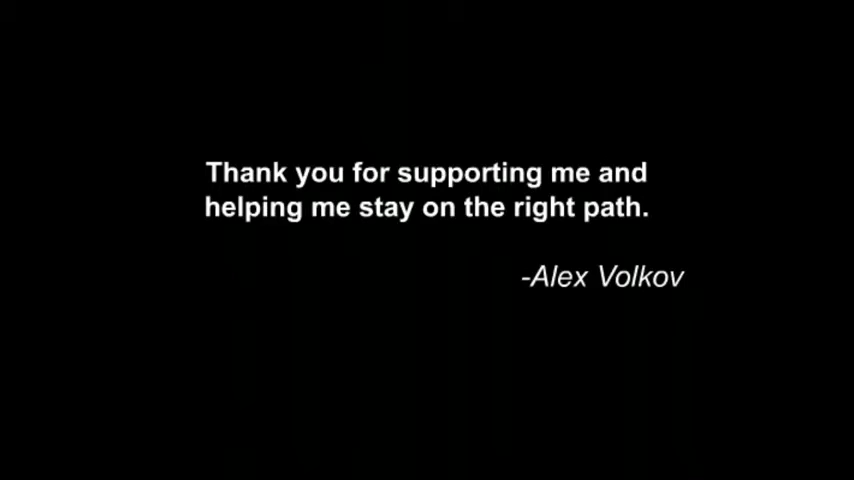 Thank you for supporting me and
helping me stay on the right path.
-Alex Volkov